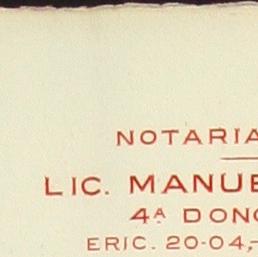 NOTARIA
LIC. MANUE
4ª DONC
ERIC. 20-04,-